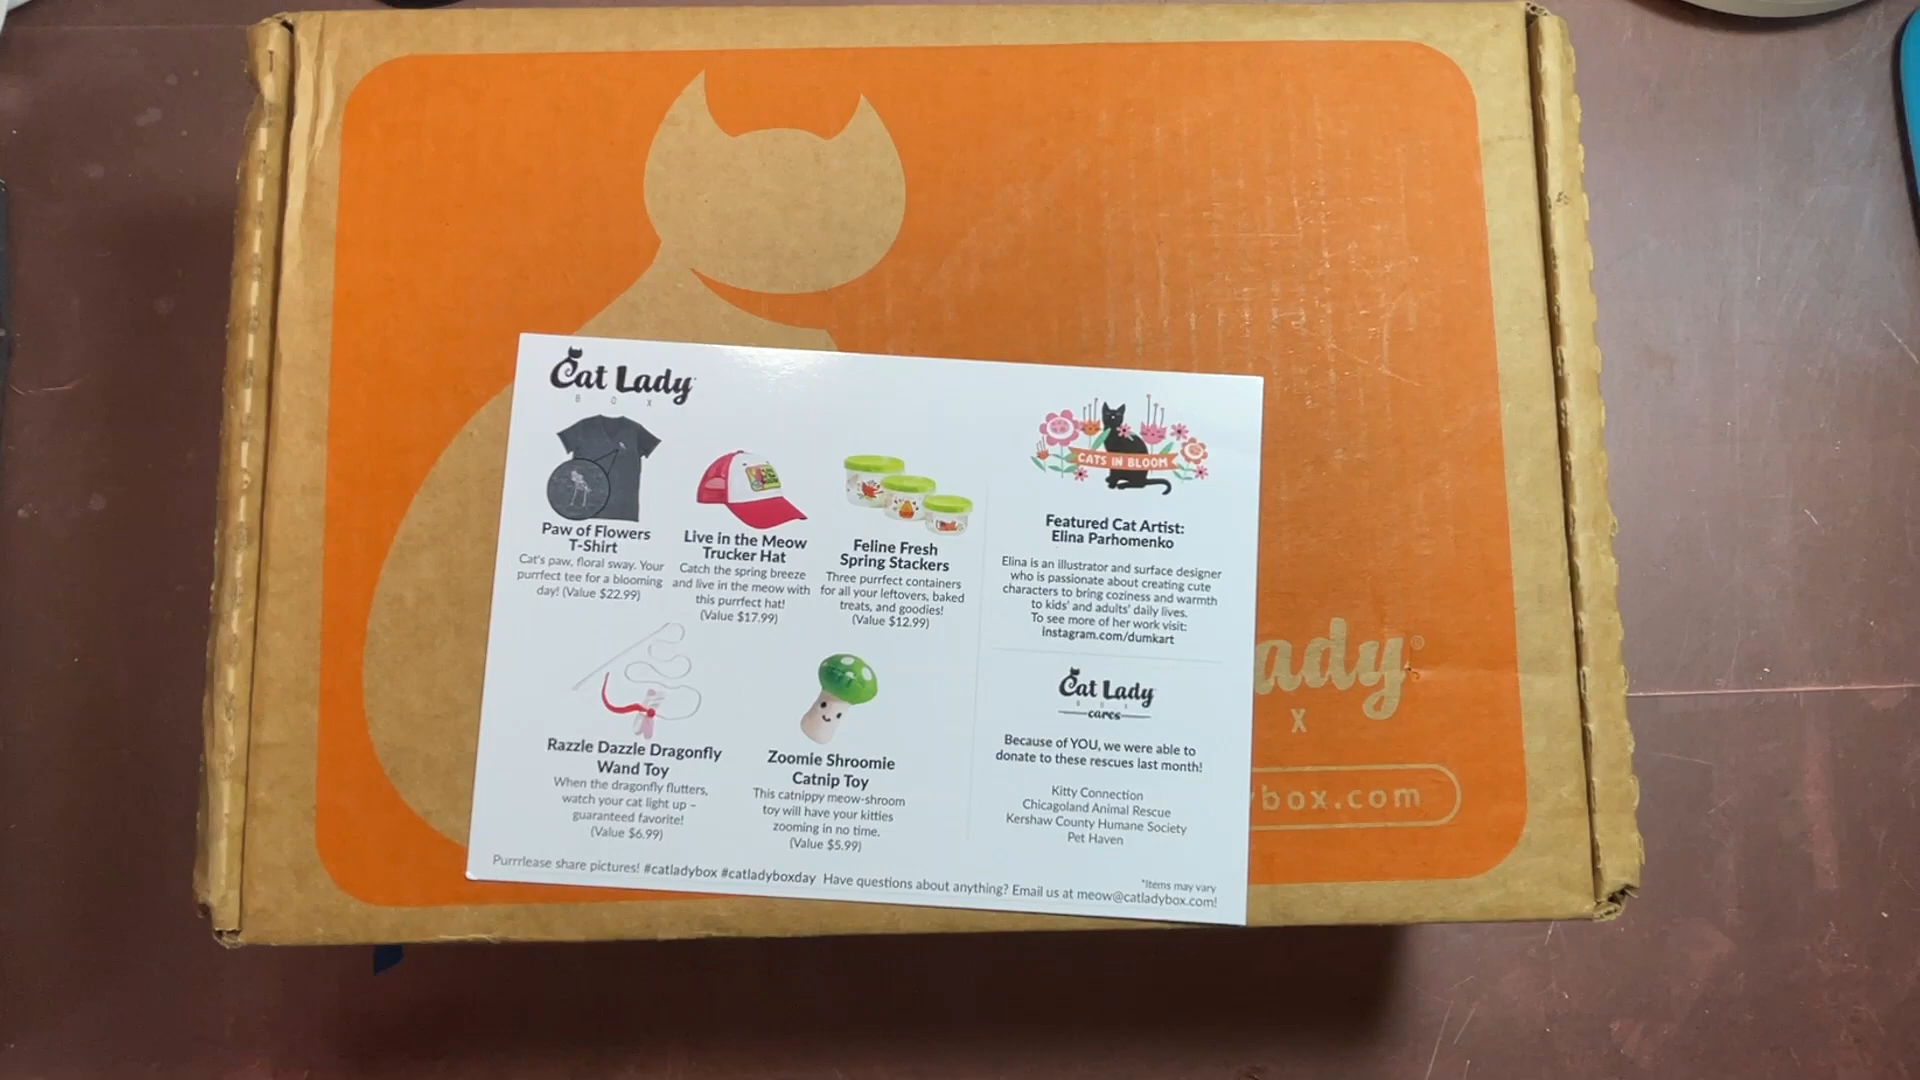 Cat Lady
BOX
Paw of Flowers
T-Shirt
Cat's paw, floral sway. Your
purrfect tee for a blooming
day! (Value $22.99)
Live in the Meow
Trucker Hat
Catch the spring breeze
and live in the meow with
this purrfect hat!
(Value $17.99)
Feline Fresh
Spring Stackers
Three purrfect containers
for all your leftovers, baked
treats, and goodies!
(Value $12.99)
Razzle Dazzle Dragonfly
Wand Toy
When the dragonfly flutters,
watch your cat light up –
guaranteed favorite!
(Value $6.99)
Zoomie Shroomie
Catnip Toy
This catnippy meow-shroom
toy will have your kitties
zooming in no time.
(Value $5.99)
CATS IN BLOOM
Featured Cat Artist:
Elina Parhomenko
Elina is an illustrator and surface designer
who is passionate about creating cute
characters to bring coziness and warmth
to kids' and adults' daily lives.
To see more of her work visit:
instagram.com/dumkart
Cat Lady
BOX
cares
Because of YOU, we were able to
donate to these rescues last month!
Kitty Connection
Chicagoland Animal Rescue
Kershaw County Humane Society
Pet Haven
*Items may vary
Purrrlease share pictures! #catladybox #catladyboxday Have questions about anything? Email us at meow@catladybox.com!
ady®
X
box.com